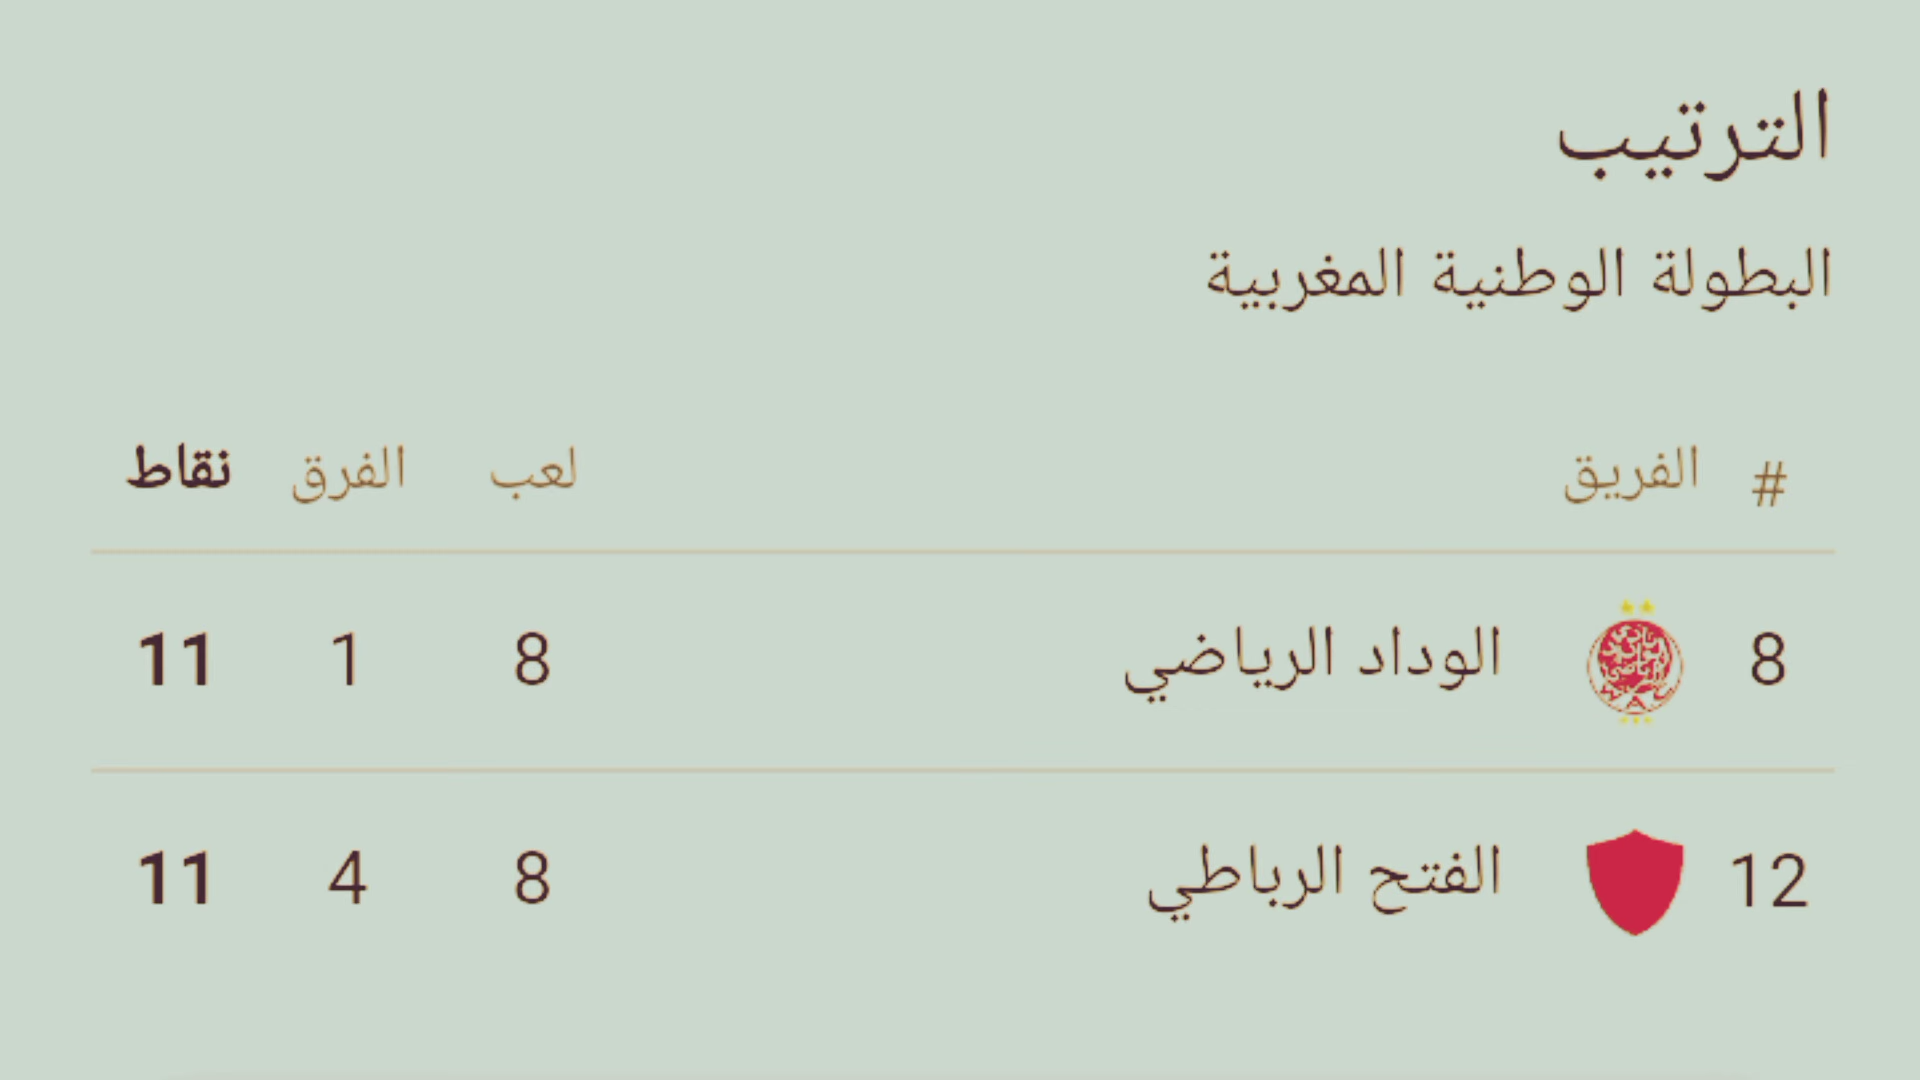 الترتيب
البطولة الوطنية المغربية
# الفريق لعب الفرق نقاط
8 الوداد الرياضي 8 1 11
12 الفتح الرباطي 8 4 11